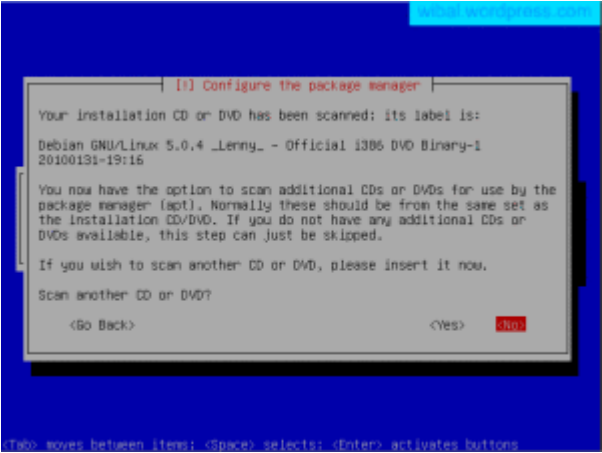 wibal.wordpress.com
[!] Configure the package manager
Your installation CD or DVD has been scanned; its label is:
Debian GNU/Linux 5.0.4 _Lenny_ - Official i386 DVD Binary-1
20100131-19:16
You now have the option to scan additional CDs or DVDs for use by the
package manager (apt). Normally these should be from the same set as
the installation CD/DVD. If you do not have any additional CDs or
DVDs available, this step can just be skipped.
If you wish to scan another CD or DVD, please insert it now.
Scan another CD or DVD?
<Go Back> <Yes> <No>
<Tab> moves between items; <Space> selects; <Enter> activates buttons